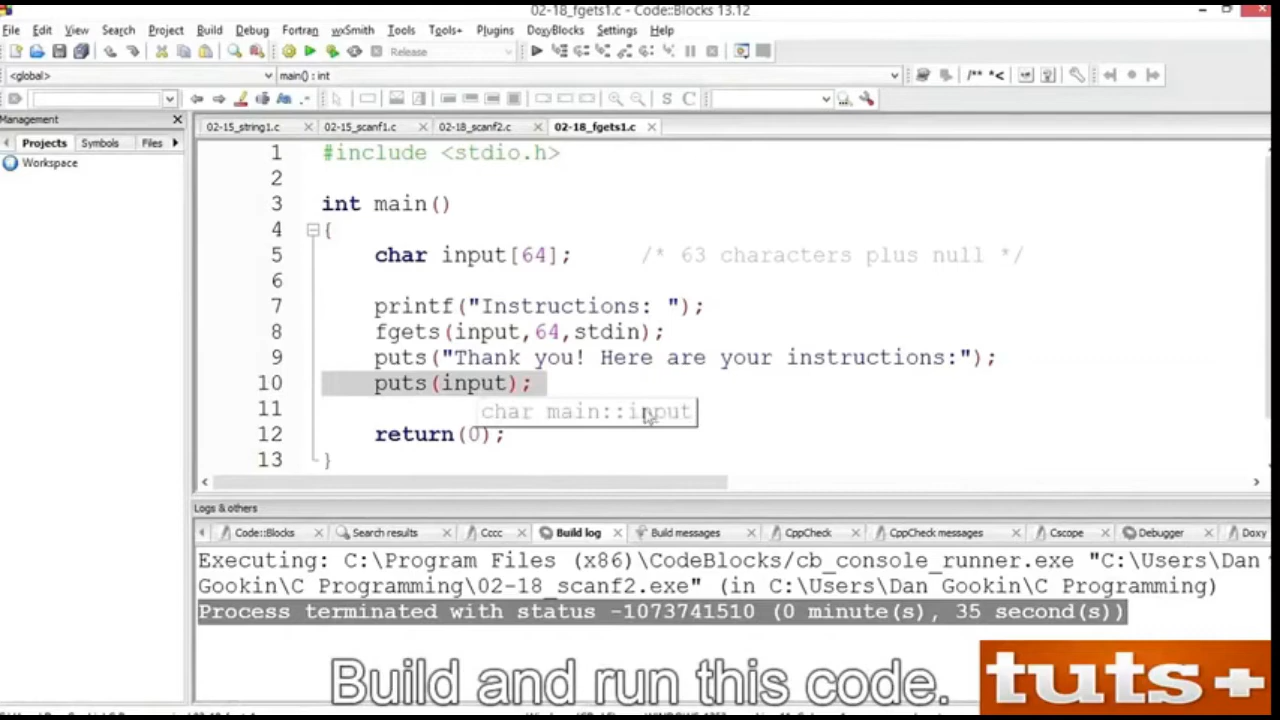 02-18_fgets1.c - Code::Blocks 13.12
File Edit View Search Project Build Debug Fortran wxSmith Tools Tools+ Plugins DoxyBlocks Settings Help
Release
<global> main() : int
/** *<
S C
Management
02-15_string1.c 02-15_scanf1.c 02-18_scanf2.c 02-18_fgets1.c
Projects Symbols Files
Workspace
1 #include <stdio.h>
2
3 int main()
4 {
5 char input[64]; /* 63 characters plus null */
6
7 printf("Instructions: ");
8 fgets(input,64,stdin);
9 puts("Thank you! Here are your instructions:");
10 puts(input);
11 char main::input
12 return(0);
13 }
Logs & others
Code::Blocks Search results Cccc Build log Build messages CppCheck CppCheck messages Cscope Debugger Doxy
Executing: C:\Program Files (x86)\CodeBlocks/cb_console_runner.exe "C:\Users\Dan
Gookin\C Programming\02-18_scanf2.exe" (in C:\Users\Dan Gookin\C Programming)
Process terminated with status -1073741510 (0 minute(s), 35 second(s))
Build and run this code.
tuts+